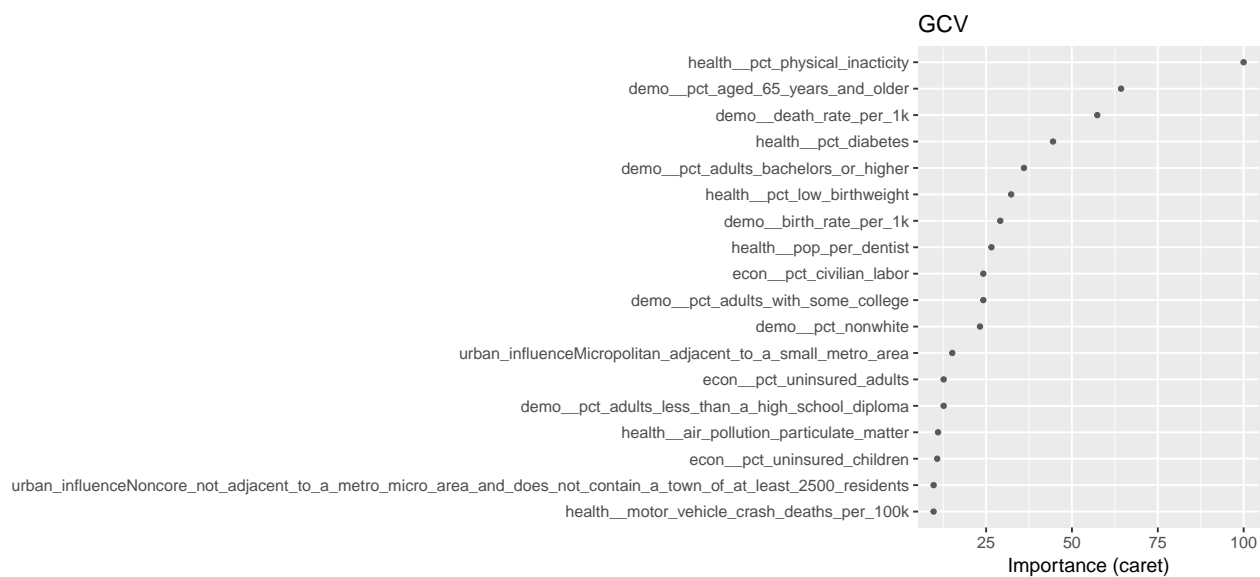 GCV
health__pct_physical_inacticity
demo__pct_aged_65_years_and_older
demo__death_rate_per_1k
health__pct_diabetes
demo__pct_adults_bachelors_or_higher
health__pct_low_birthweight
demo__birth_rate_per_1k
health__pop_per_dentist
econ__pct_civilian_labor
demo__pct_adults_with_some_college
demo__pct_nonwhite
urban_influenceMicropolitan_adjacent_to_a_small_metro_area
econ__pct_uninsured_adults
demo__pct_adults_less_than_a_high_school_diploma
health__air_pollution_particulate_matter
econ__pct_uninsured_children
urban_influenceNoncore_not_adjacent_to_a_metro_micro_area_and_does_not_contain_a_town_of_at_least_2500_residents
health__motor_vehicle_crash_deaths_per_100k
25 50 75 100
Importance (caret)